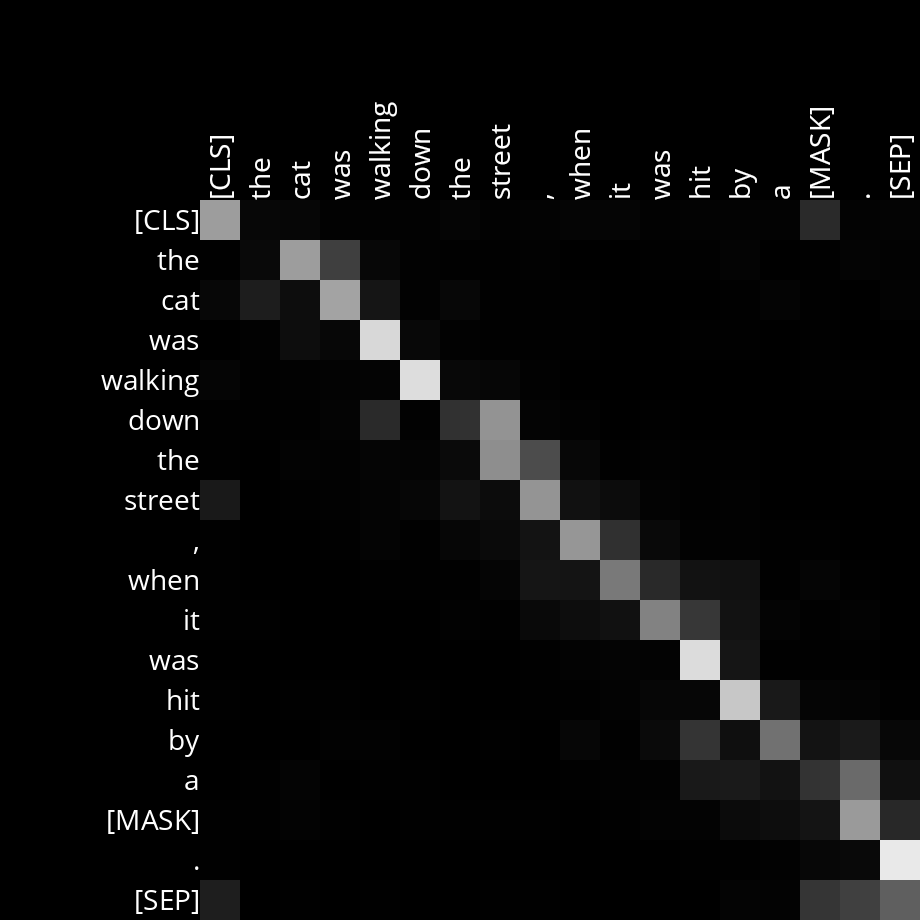 [CLS] the cat was walking down the street , when it was hit by a [MASK] . [SEP]
[CLS]
the
cat
was
walking
down
the
street
,
when
it
was
hit
by
a
[MASK]
.
[SEP]